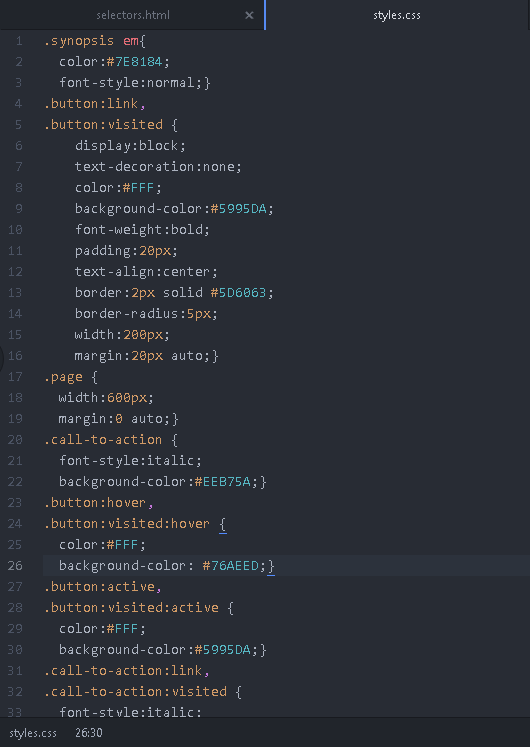 selectors.html × styles.css
1 .synopsis em{
2 color:#7E8184;
3 font-style:normal;}
4 .button:link,
5 .button:visited {
6 display:block;
7 text-decoration:none;
8 color:#FFF;
9 background-color:#5995DA;
10 font-weight:bold;
11 padding:20px;
12 text-align:center;
13 border:2px solid #5D6063;
14 border-radius:5px;
15 width:200px;
16 margin:20px auto;}
17 .page {
18 width:600px;
19 margin:0 auto;}
20 .call-to-action {
21 font-style:italic;
22 background-color:#EEB75A;}
23 .button:hover,
24 .button:visited:hover {
25 color:#FFF;
26 background-color: #76AEED;}
27 .button:active,
28 .button:visited:active {
29 color:#FFF;
30 background-color:#5995DA;}
31 .call-to-action:link,
32 .call-to-action:visited {
33 font-style:italic;
styles.css 26:30